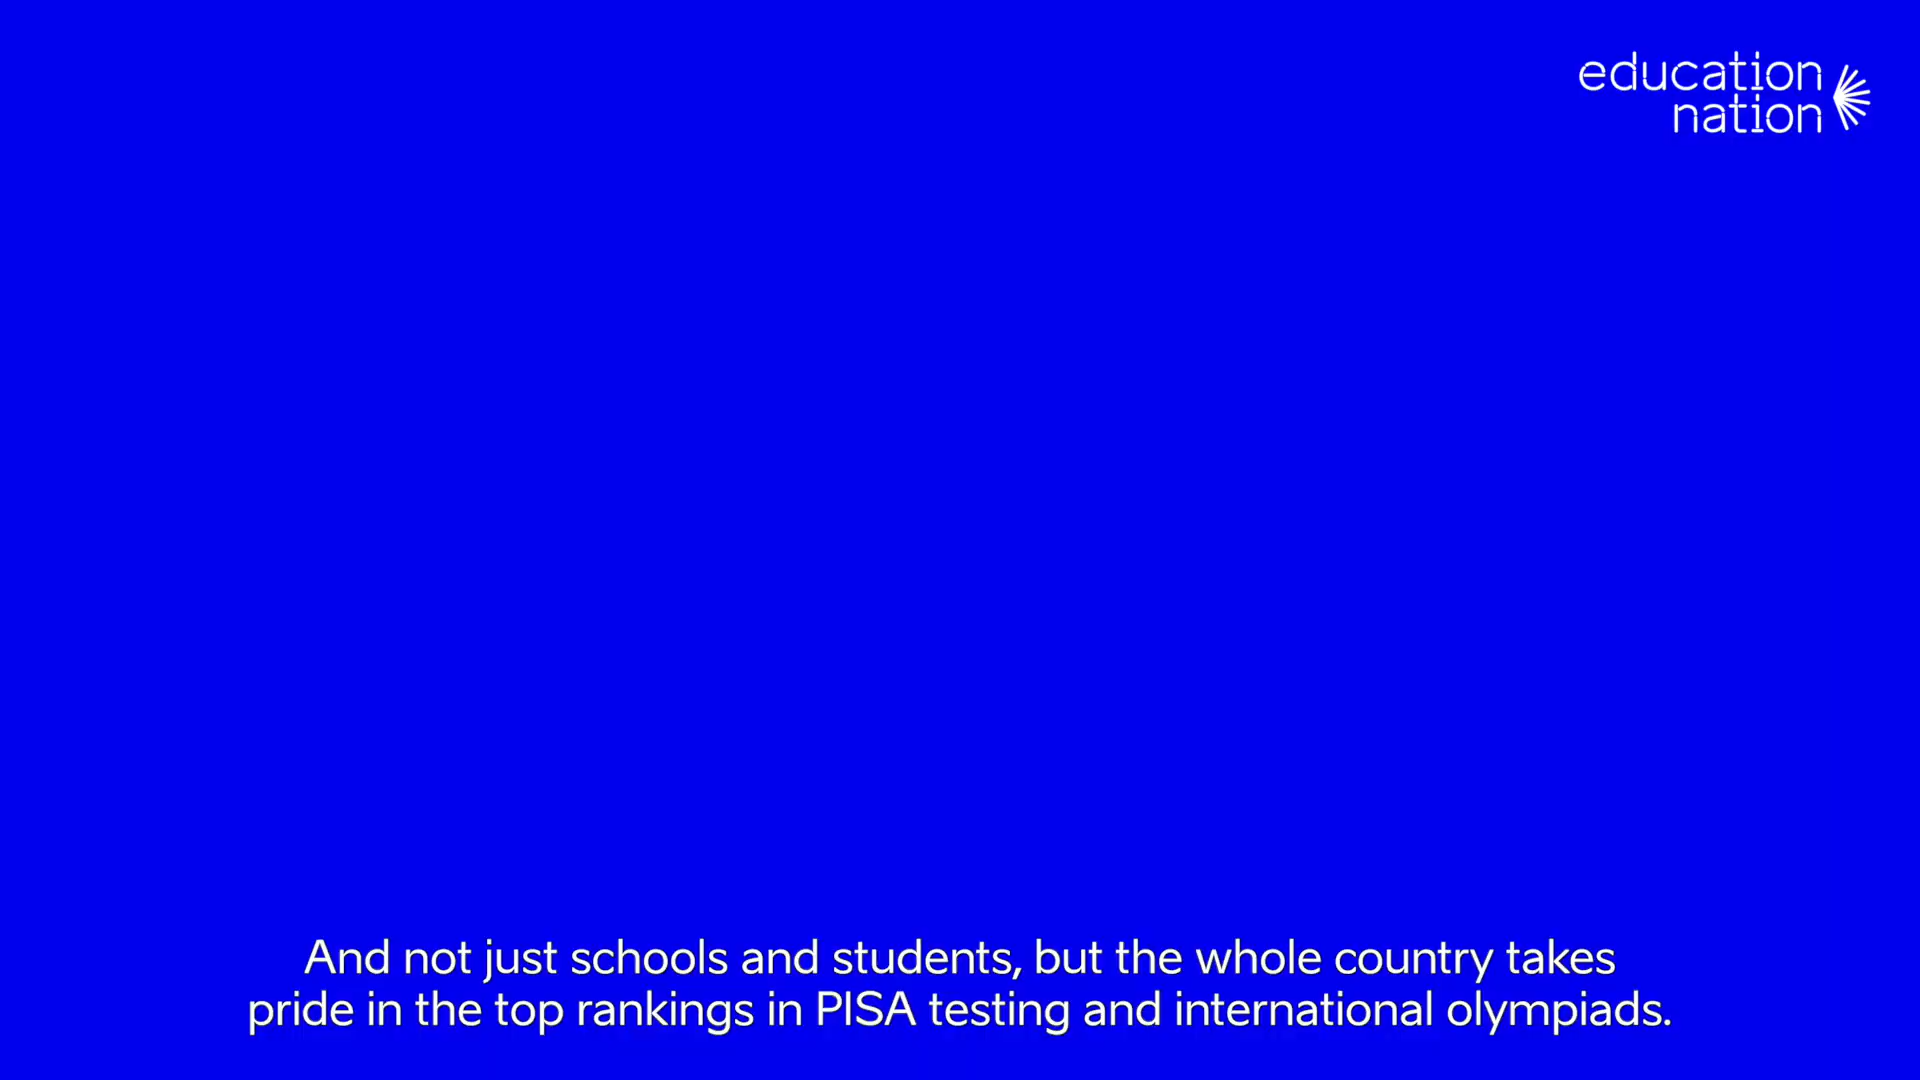 education
nation
And not just schools and students, but the whole country takes
pride in the top rankings in PISA testing and international olympiads.